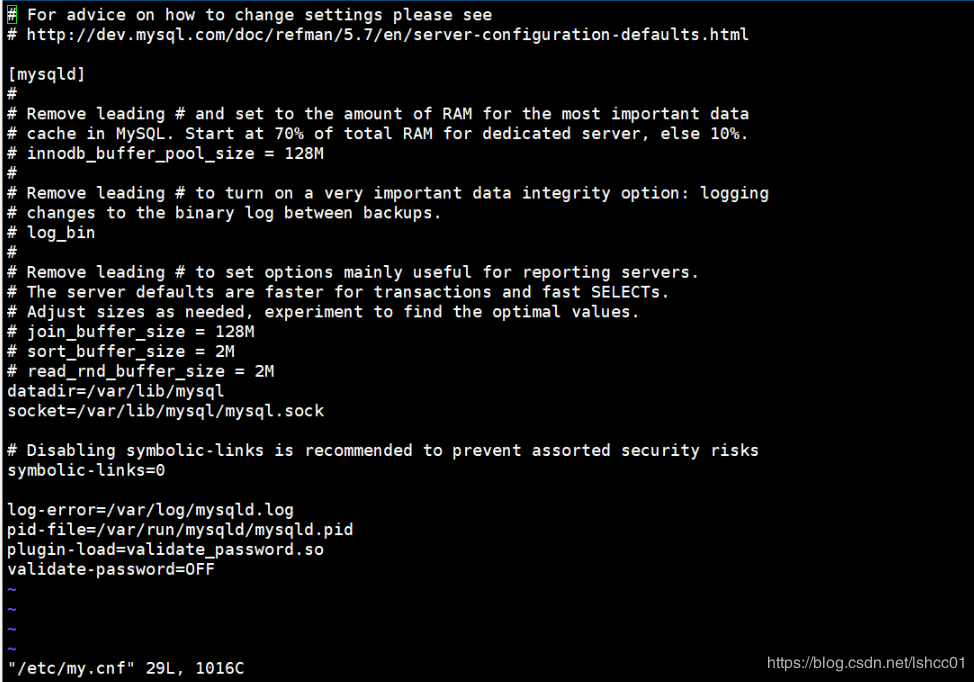 # For advice on how to change settings please see
# http://dev.mysql.com/doc/refman/5.7/en/server-configuration-defaults.html
[mysqld]
#
# Remove leading # and set to the amount of RAM for the most important data
# cache in MySQL. Start at 70% of total RAM for dedicated server, else 10%.
# innodb_buffer_pool_size = 128M
#
# Remove leading # to turn on a very important data integrity option: logging
# changes to the binary log between backups.
# log_bin
#
# Remove leading # to set options mainly useful for reporting servers.
# The server defaults are faster for transactions and fast SELECTs.
# Adjust sizes as needed, experiment to find the optimal values.
# join_buffer_size = 128M
# sort_buffer_size = 2M
# read_rnd_buffer_size = 2M
datadir=/var/lib/mysql
socket=/var/lib/mysql/mysql.sock
# Disabling symbolic-links is recommended to prevent assorted security risks
symbolic-links=0
log-error=/var/log/mysqld.log
pid-file=/var/run/mysqld/mysqld.pid
plugin-load=validate_password.so
validate-password=OFF
~
~
~
~
"/etc/my.cnf" 29L, 1016C
https://blog.csdn.net/lshcc01